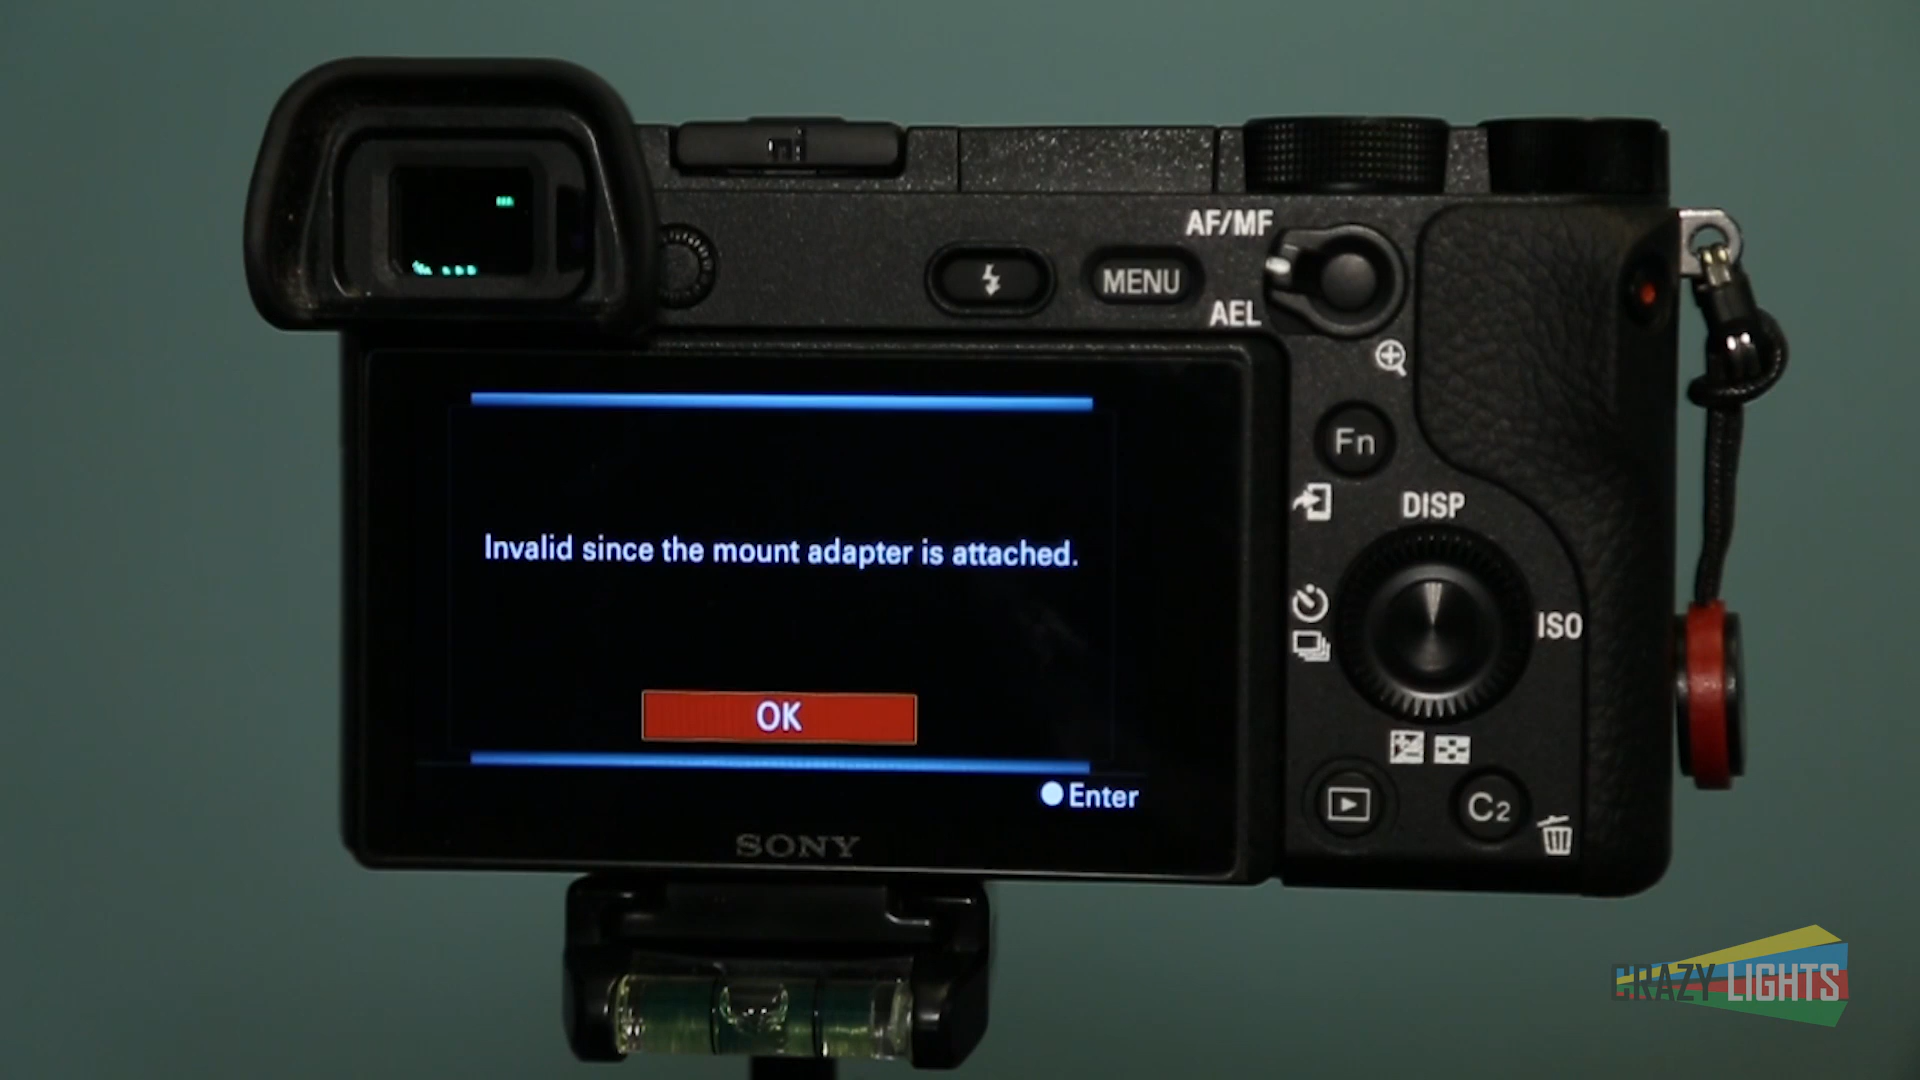 AF/MF
MENU
AEL
Fn
DISP
Invalid since the mount adapter is attached.
ISO
OK
Enter
C2
SONY
CRAZY LIGHTS